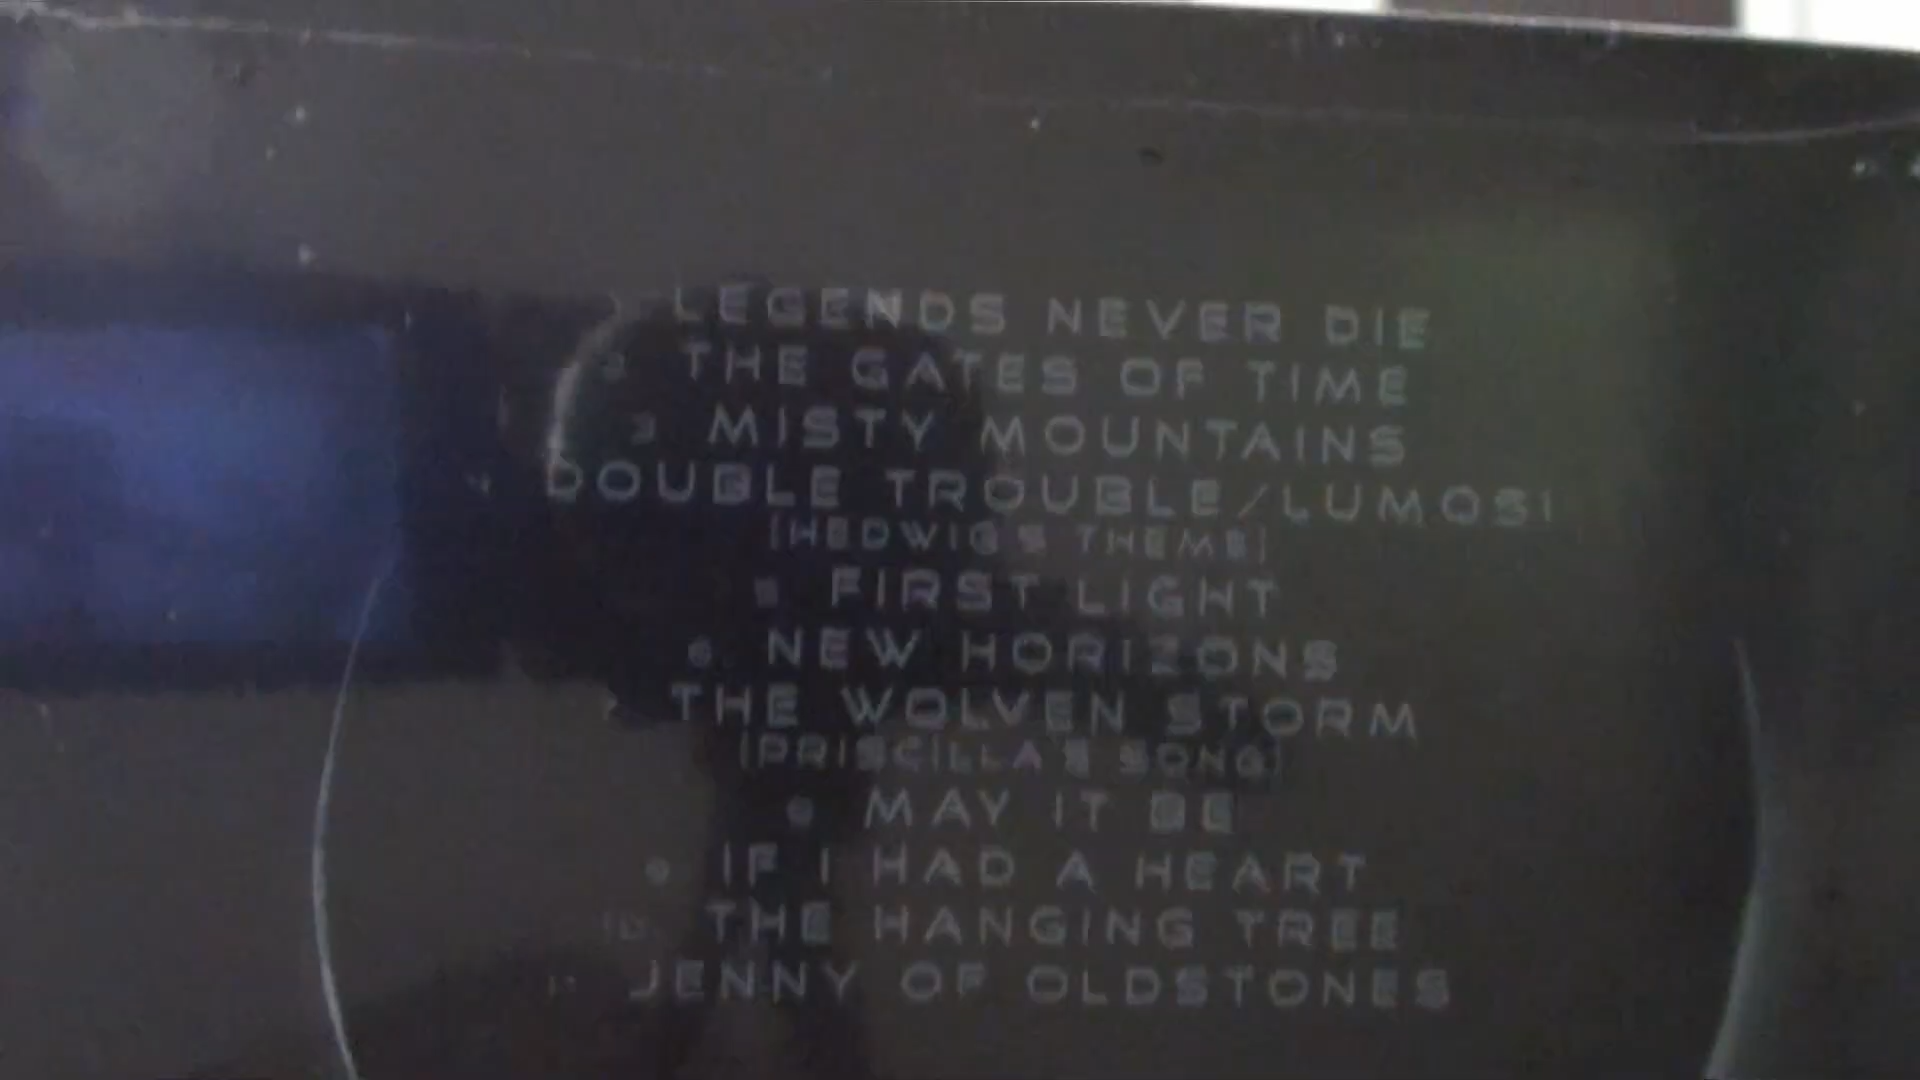 LEGENDS NEVER DIE
THE GATES OF TIME
3 MISTY MOUNTAINS
4 DOUBLE TROUBLE/LUMOS!
(HEDWIG'S THEME)
5 FIRST LIGHT
6 NEW HORIZONS
THE WOLVEN STORM
(PRISCILLA'S SONG)
8 MAY IT BE
9 IF I HAD A HEART
10 THE HANGING TREE
11 JENNY OF OLDSTONES